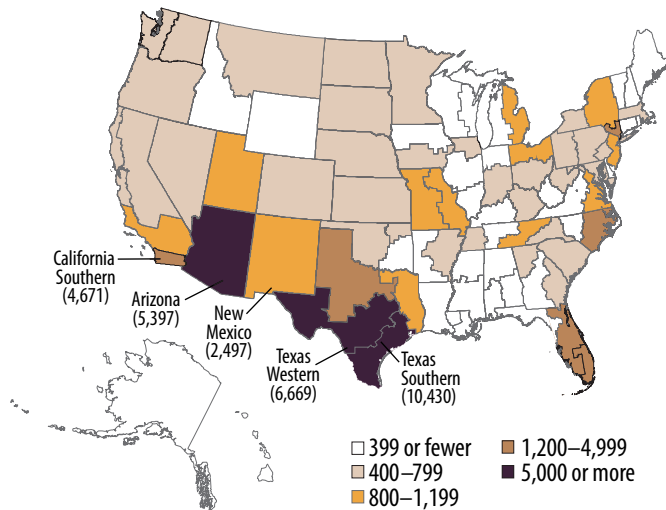 California
Southern
(4,671)
Arizona
(5,397)
New
Mexico
(2,497)
Texas
Western
(6,669)
Texas
Southern
(10,430)
399 or fewer
400–799
800–1,199
1,200–4,999
5,000 or more